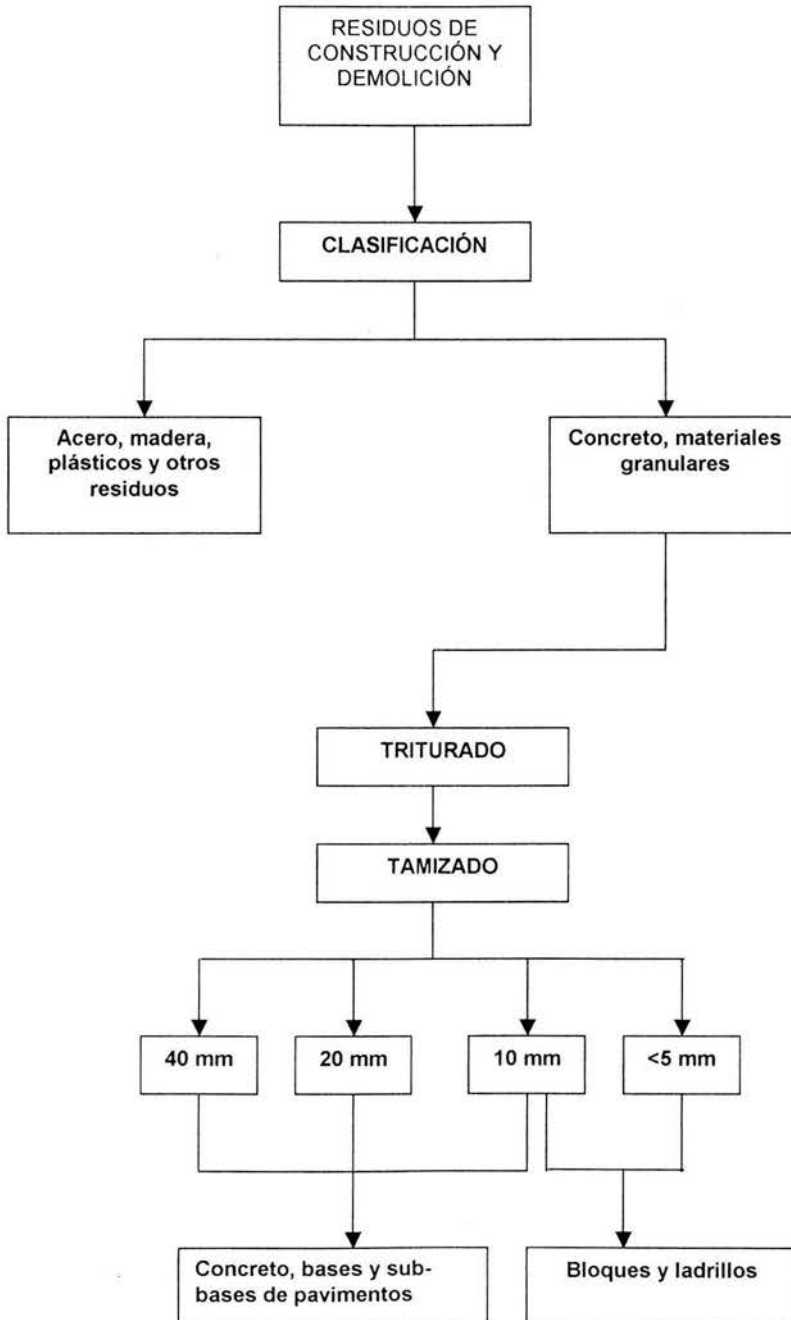 RESIDUOS DE
CONSTRUCCIÓN Y
DEMOLICIÓN
CLASIFICACIÓN
Acero, madera,
plásticos y otros
residuos
Concreto, materiales
granulares
TRITURADO
TAMIZADO
40 mm
20 mm
10 mm
<5 mm
Concreto, bases y sub-
bases de pavimentos
Bloques y ladrillos